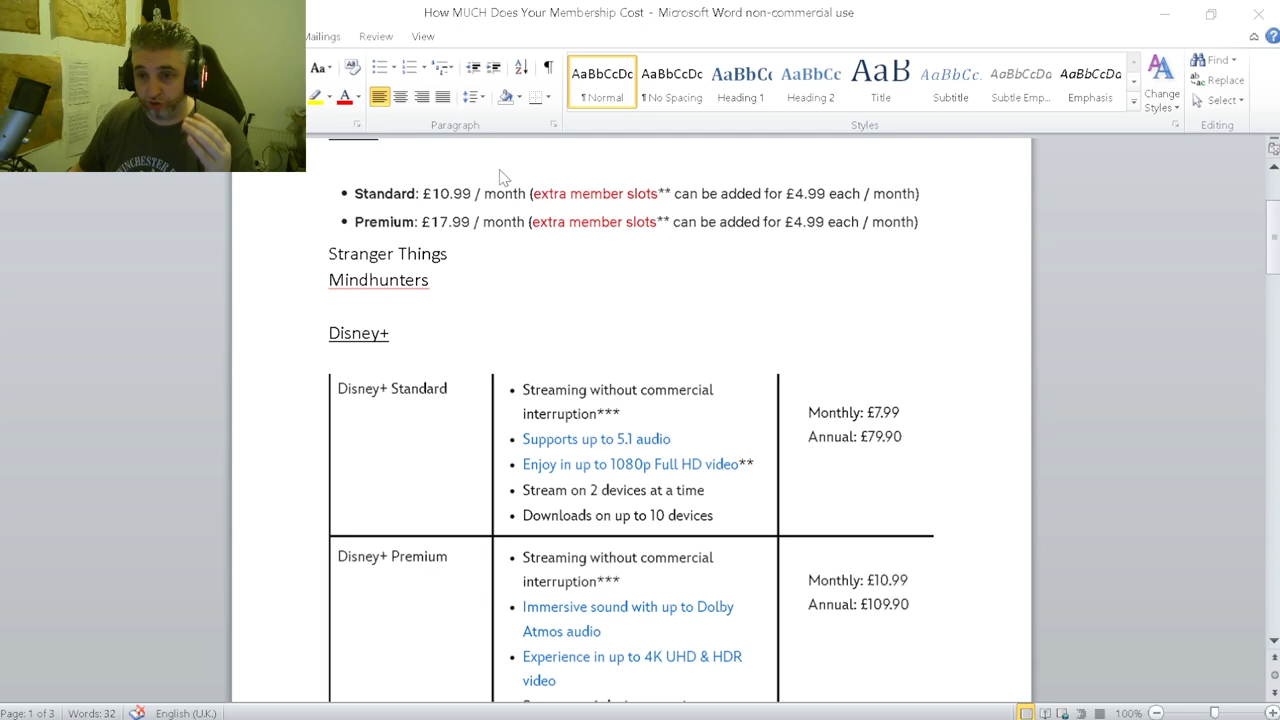 How MUCH Does Your Membership Cost - Microsoft Word non-commercial use
Mailings Review View
Aa
AaBbCcDc AaBbCcDc AaBbCc AaBbCc AaB AaBbCc. AaBbCcDc AaBbCcDc
¶ Normal ¶ No Spacing Heading 1 Heading 2 Title Subtitle Subtle Emp... Emphasis
Change Styles
Find
Replace
Select
Paragraph Styles Editing
• Standard: £10.99 / month (extra member slots** can be added for £4.99 each / month)
• Premium: £17.99 / month (extra member slots** can be added for £4.99 each / month)
Stranger Things
Mindhunters
Disney+
Disney+ Standard
• Streaming without commercial
interruption***
• Supports up to 5.1 audio
• Enjoy in up to 1080p Full HD video**
• Stream on 2 devices at a time
• Downloads on up to 10 devices
Monthly: £7.99
Annual: £79.90
Disney+ Premium
• Streaming without commercial
interruption***
• Immersive sound with up to Dolby
Atmos audio
• Experience in up to 4K UHD & HDR
video
Monthly: £10.99
Annual: £109.90
Page: 1 of 3 Words: 32 English (U.K.) 100%